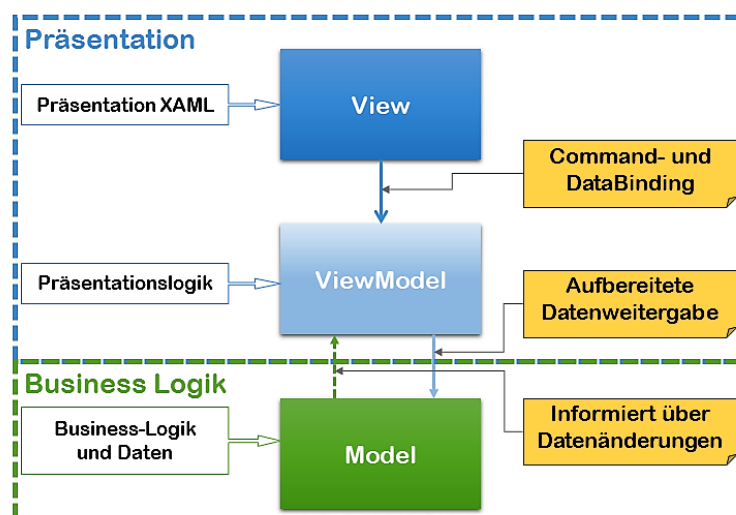 Präsentation
Präsentation XAML
View
Command- und
DataBinding
Präsentationslogik
ViewModel
Aufbereitete
Datenweitergabe
Business Logik
Business-Logik
und Daten
Model
Informiert über
Datenänderungen